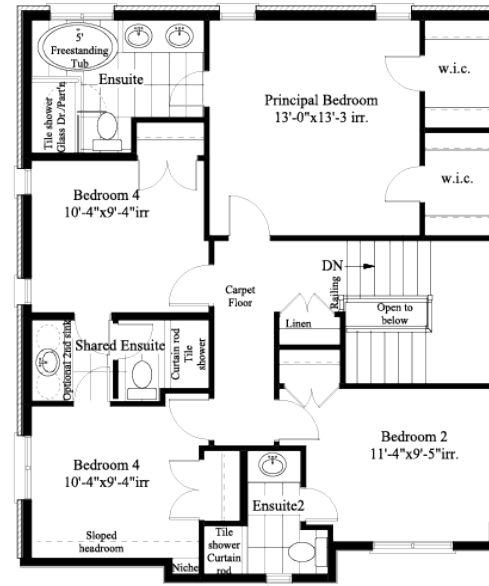 5'
Freestanding
Tub
Ensuite
Tile shower
Glass Dr./Part'n
Principal Bedroom
13'-0"x13'-3 irr.
w.i.c.
w.i.c.
Bedroom 4
10'-4"x9'-4"irr
DN
Railing
Carpet
Floor
Open to
below
Linen
Optional 2nd sink
Shared Ensuite
Curtain rod
Tile
shower
Bedroom 4
10'-4"x9'-4"irr
Sloped
headroom
Niche
Bedroom 2
11'-4"x9'-5"irr.
Ensuite2
Tile
shower
Curtain
rod